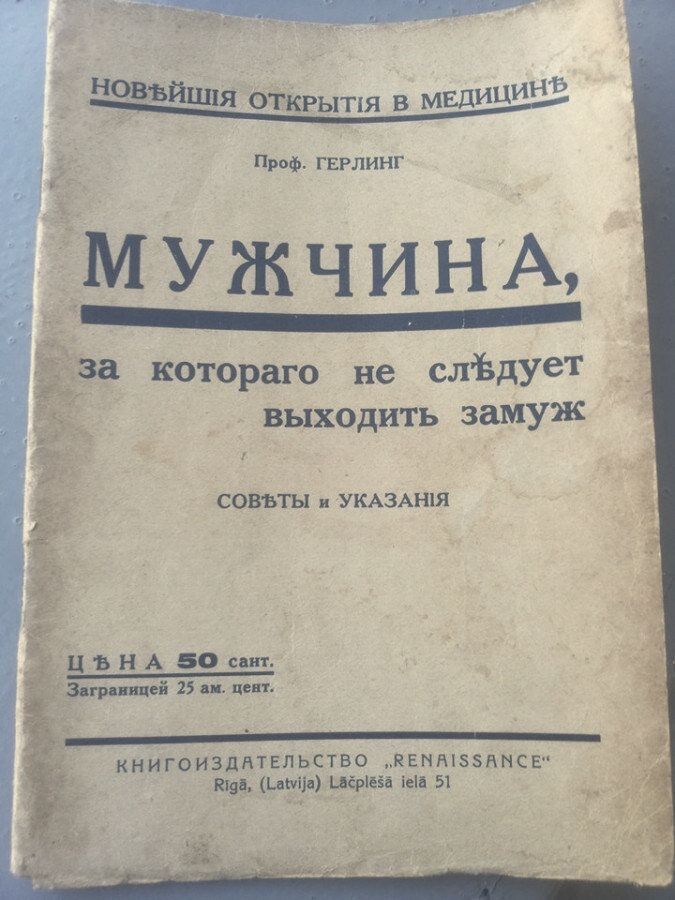 НОВѢЙШІЯ ОТКРЫТІЯ В МЕДИЦИНѢ
Проф. ГЕРЛИНГ
МУЖЧИНА,
за котораго не слѣдует
выходить замуж
СОВѢТЫ и УКАЗАНІЯ
ЦѢНА 50 сант.
Заграницей 25 ам. цент.
КНИГОИЗДАТЕЛЬСТВО „RENAISSANCE“
Rīgā, (Latvija) Lāčplēšā ielā 51